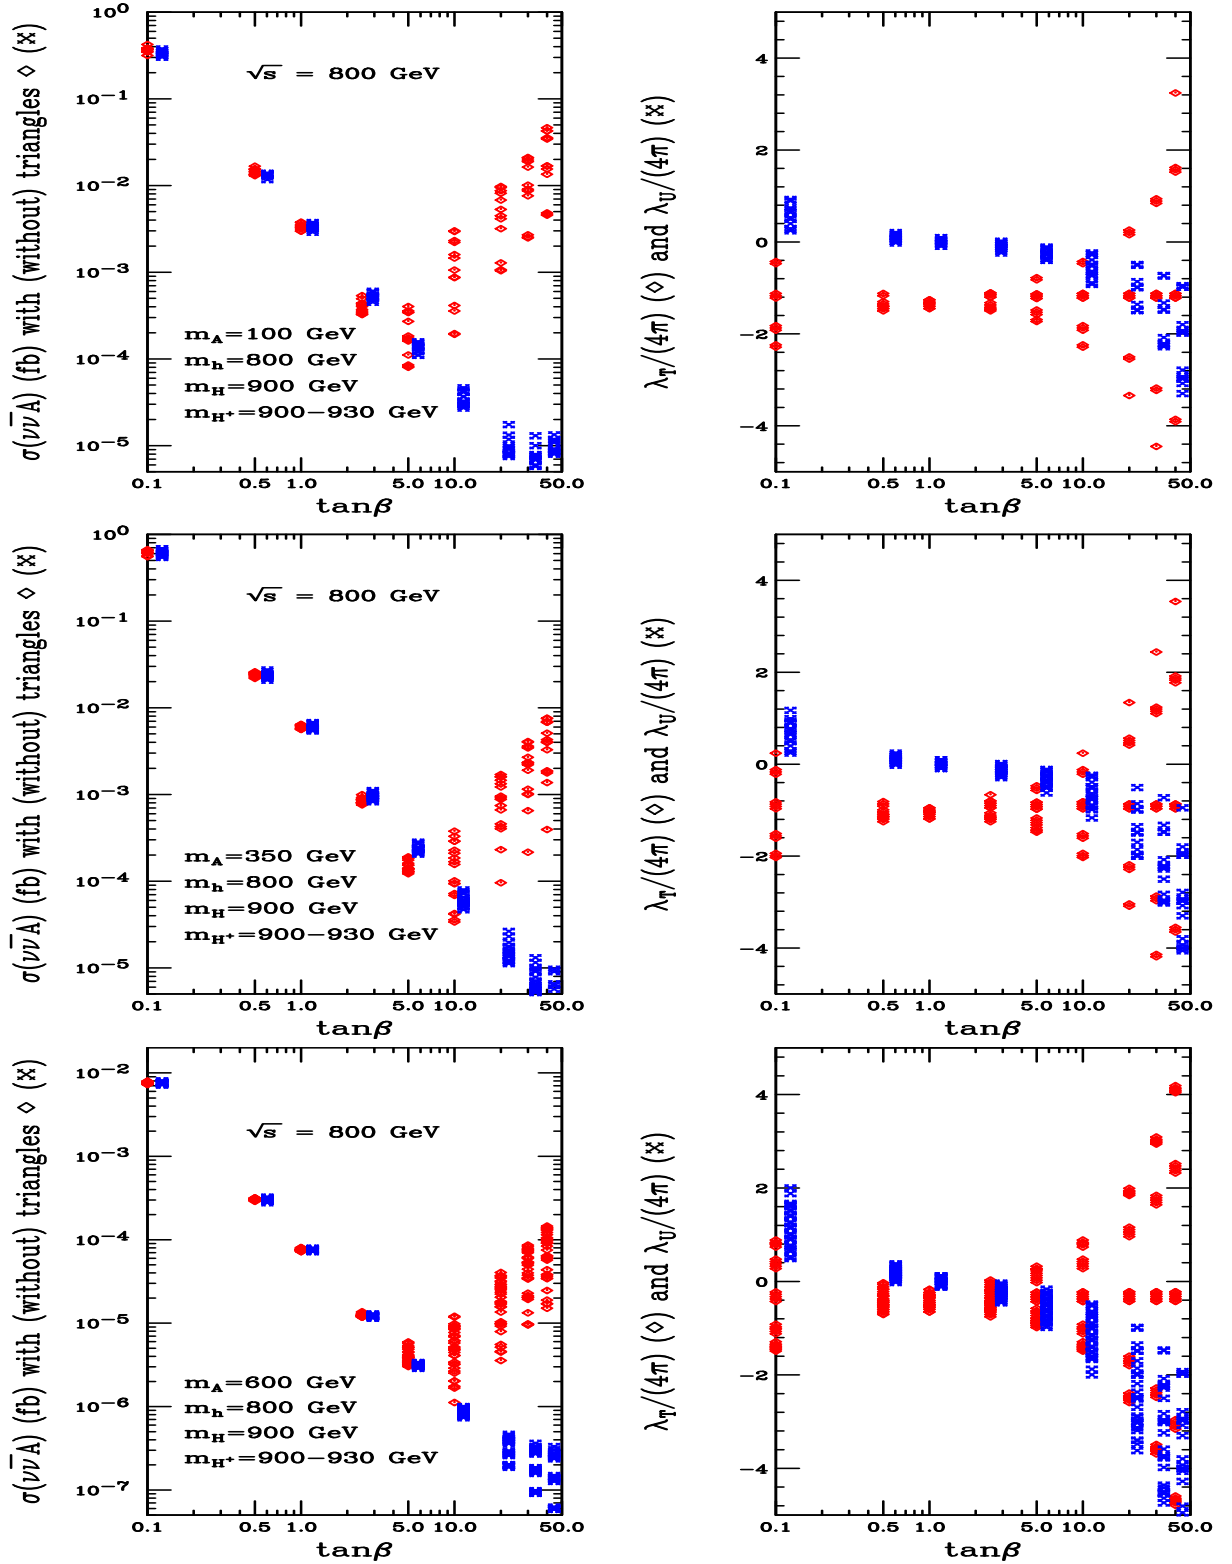 σ(νν̄A) (fb) with (without) triangles ◇ (x)
10⁰
10⁻¹
10⁻²
10⁻³
10⁻⁴
10⁻⁵
√s = 800 GeV
m_A=100 GeV
m_h=800 GeV
m_H=900 GeV
m_H⁺=900−930 GeV
0.1 0.5 1.0 5.0 10.0 50.0
tanβ
λ_T/(4π) (◇) and λ_U/(4π) (x)
4
2
0
−2
−4
0.1 0.5 1.0 5.0 10.0 50.0
tanβ
σ(νν̄A) (fb) with (without) triangles ◇ (x)
10⁰
10⁻¹
10⁻²
10⁻³
10⁻⁴
10⁻⁵
√s = 800 GeV
m_A=350 GeV
m_h=800 GeV
m_H=900 GeV
m_H⁺=900−930 GeV
0.1 0.5 1.0 5.0 10.0 50.0
tanβ
λ_T/(4π) (◇) and λ_U/(4π) (x)
4
2
0
−2
−4
0.1 0.5 1.0 5.0 10.0 50.0
tanβ
σ(νν̄A) (fb) with (without) triangles ◇ (x)
10⁻²
10⁻³
10⁻⁴
10⁻⁵
10⁻⁶
10⁻⁷
√s = 800 GeV
m_A=600 GeV
m_h=800 GeV
m_H=900 GeV
m_H⁺=900−930 GeV
0.1 0.5 1.0 5.0 10.0 50.0
tanβ
λ_T/(4π) (◇) and λ_U/(4π) (x)
4
2
0
−2
−4
0.1 0.5 1.0 5.0 10.0 50.0
tanβ